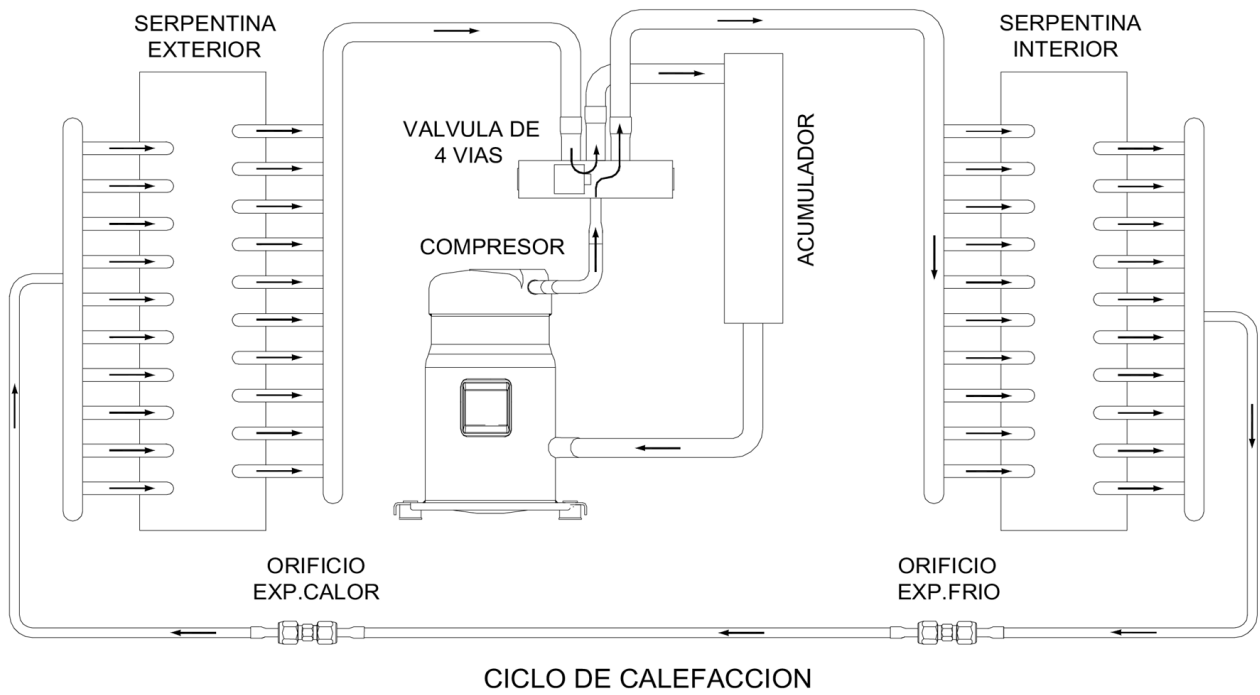 SERPENTINA
EXTERIOR
SERPENTINA
INTERIOR
VALVULA DE
4 VIAS
ACUMULADOR
COMPRESOR
ORIFICIO
EXP.CALOR
ORIFICIO
EXP.FRIO
CICLO DE CALEFACCION